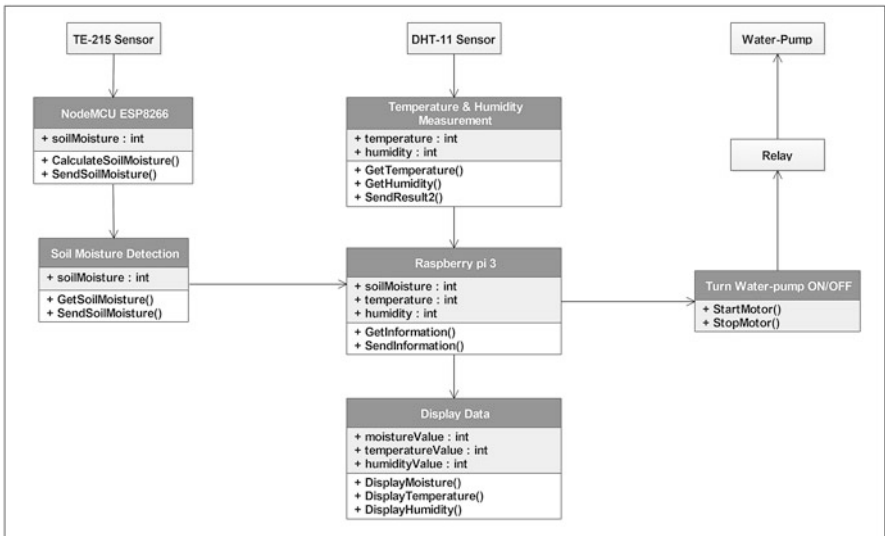 TE-215 Sensor
DHT-11 Sensor
Water-Pump
NodeMCU ESP8266
+ soilMoisture : int
+ CalculateSoilMoisture()
+ SendSoilMoisture()
Temperature & Humidity
Measurement
+ temperature : int
+ humidity : int
+ GetTemperature()
+ GetHumidity()
+ SendResult2()
Relay
Soil Moisture Detection
+ soilMoisture : int
+ GetSoilMoisture()
+ SendSoilMoisture()
Raspberry pi 3
+ soilMoisture : int
+ temperature : int
+ humidity : int
+ GetInformation()
+ SendInformation()
Turn Water-pump ON/OFF
+ StartMotor()
+ StopMotor()
Display Data
+ moistureValue : int
+ temperatureValue : int
+ humidityValue : int
+ DisplayMoisture()
+ DisplayTemperature()
+ DisplayHumidity()